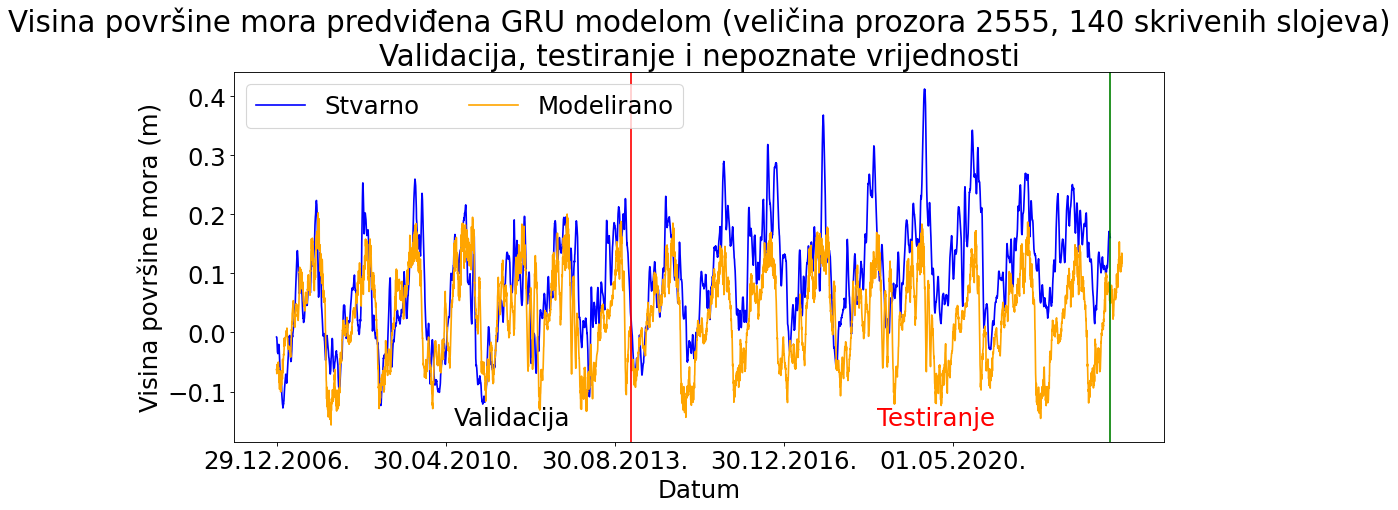 Visina površine mora predviđena GRU modelom (veličina prozora 2555, 140 skrivenih slojeva)
Validacija, testiranje i nepoznate vrijednosti
Stvarno
Modelirano
Visina površine mora (m)
0.4
0.3
0.2
0.1
0.0
−0.1
Validacija
Testiranje
29.12.2006.
30.04.2010.
30.08.2013.
30.12.2016.
01.05.2020.
Datum